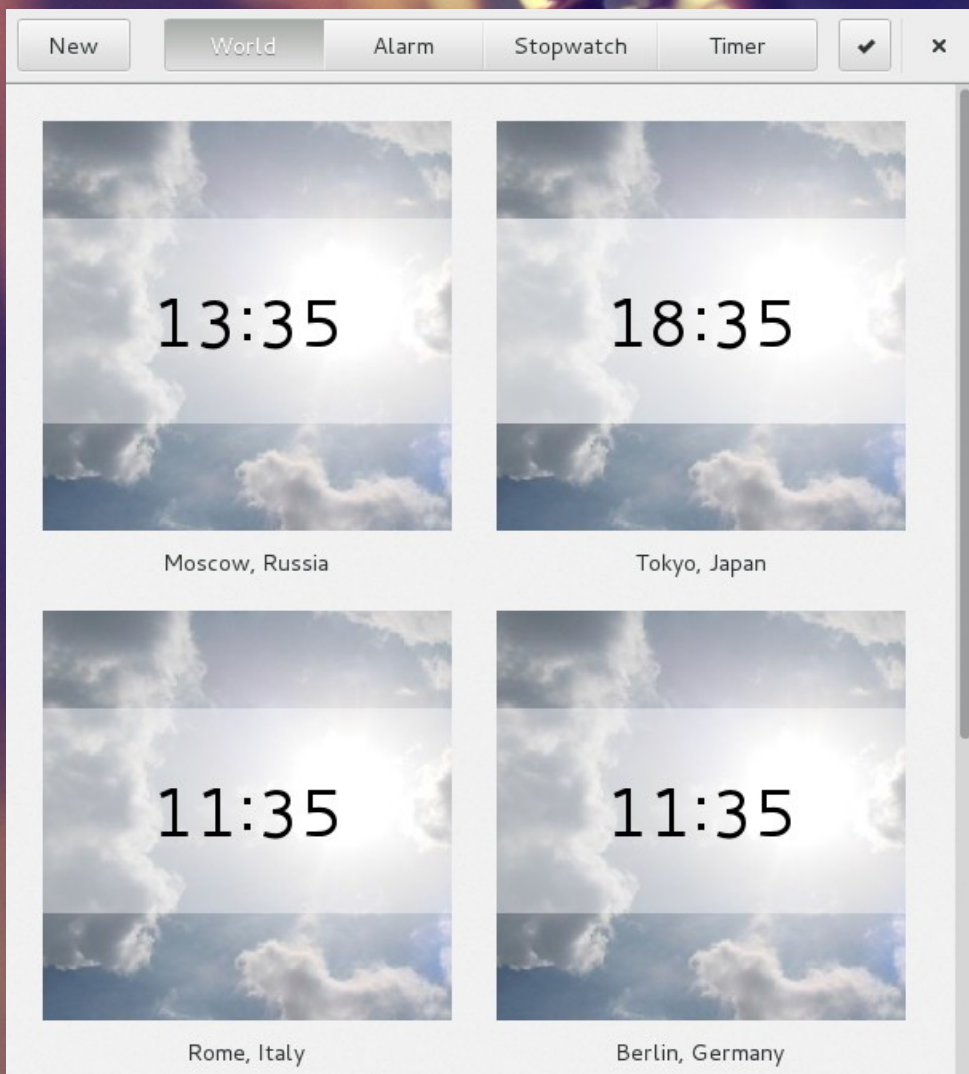 New World Alarm Stopwatch Timer
13:35 18:35
Moscow, Russia Tokyo, Japan
11:35 11:35
Rome, Italy Berlin, Germany